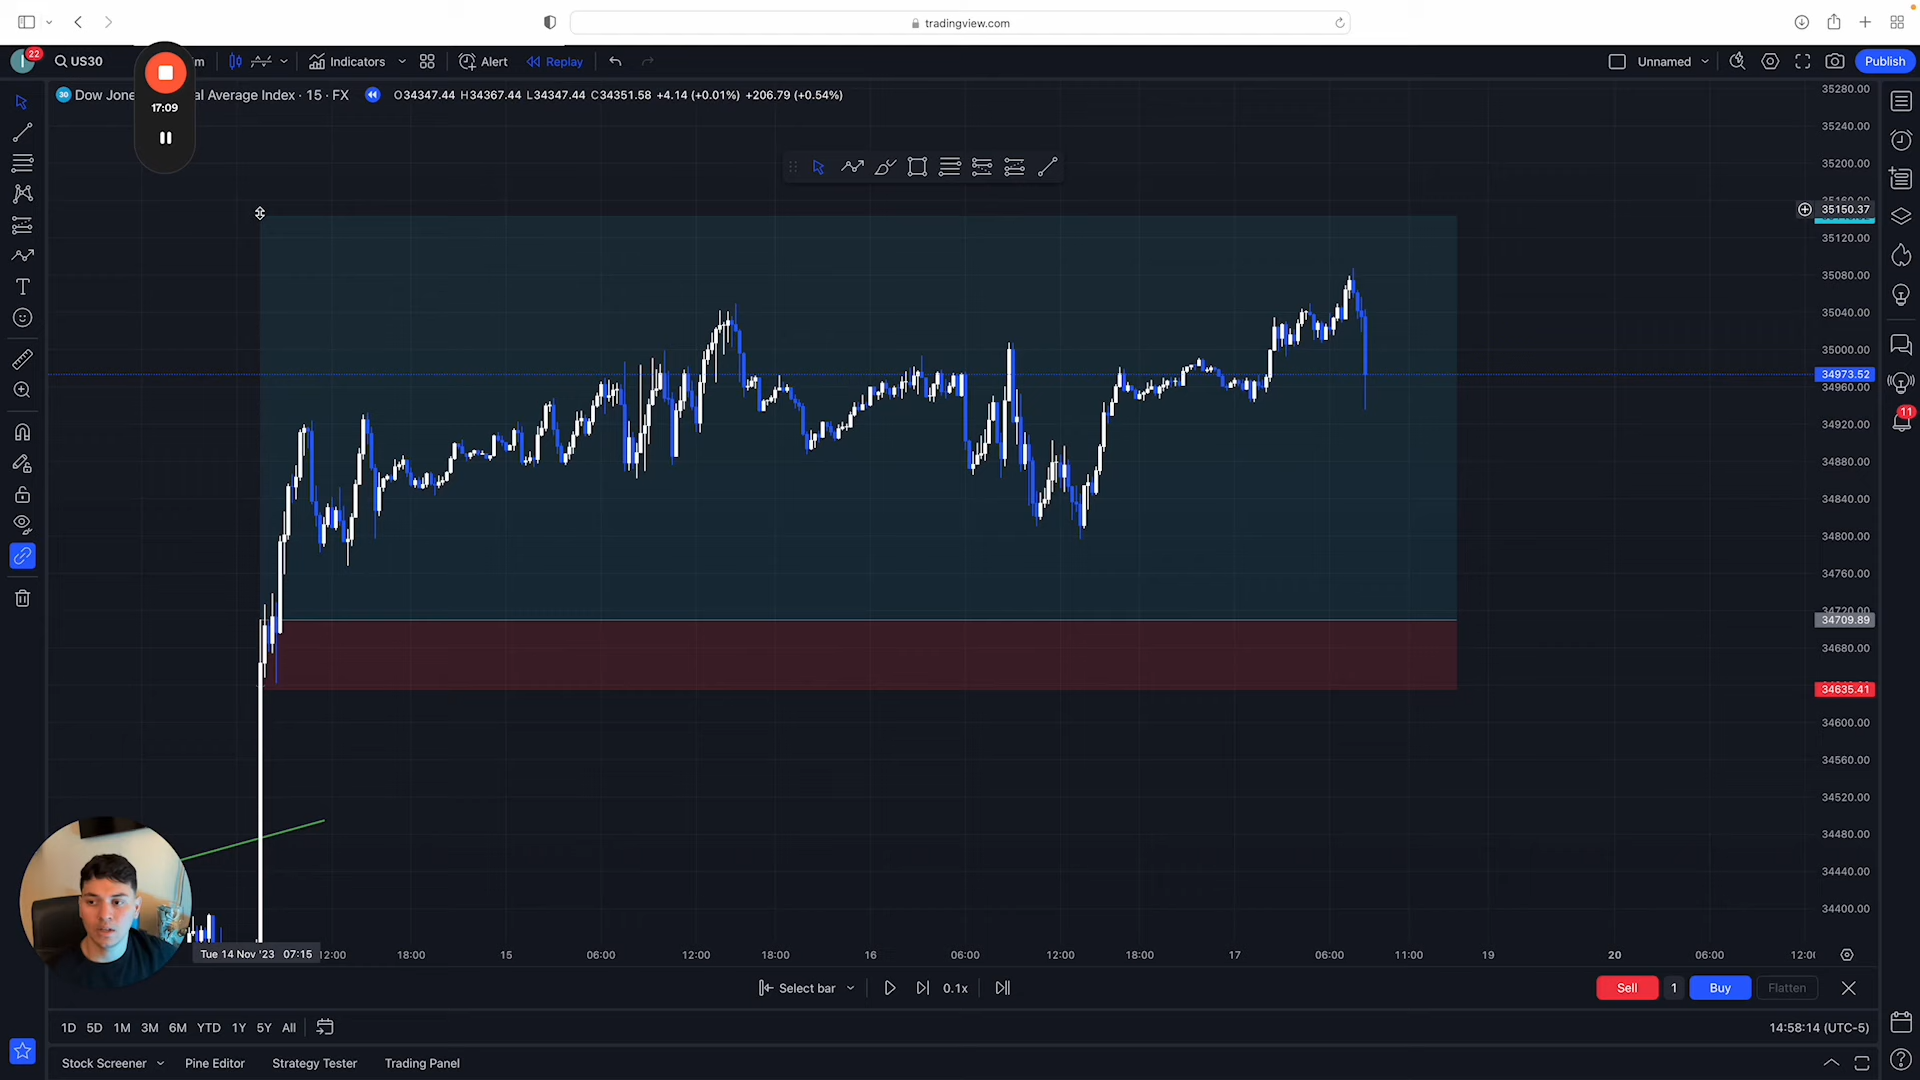 tradingview.com
22
US30
m
Indicators
Alert
Replay
Unnamed
Publish
17:09
30
Dow Jone
al Average Index · 15 · FX
O34347.44 H34367.44 L34347.44 C34351.58 +4.14 (+0.01%) +206.79 (+0.54%)
35280.00
35240.00
35200.00
35150.37
35120.00
35080.00
35040.00
35000.00
34973.52
34960.00
34920.00
34880.00
34840.00
34800.00
34760.00
34720.00
34709.89
34680.00
34635.41
34600.00
34560.00
34520.00
34480.00
34440.00
34400.00
11
Tue 14 Nov '23 07:15
12:00
18:00
15
06:00
12:00
18:00
16
06:00
12:00
18:00
17
06:00
11:00
19
20
06:00
Select bar
0.1x
Sell
1
Buy
Flatten
1D 5D 1M 3M 6M YTD 1Y 5Y All
14:58:14 (UTC-5)
Stock Screener
Pine Editor
Strategy Tester
Trading Panel